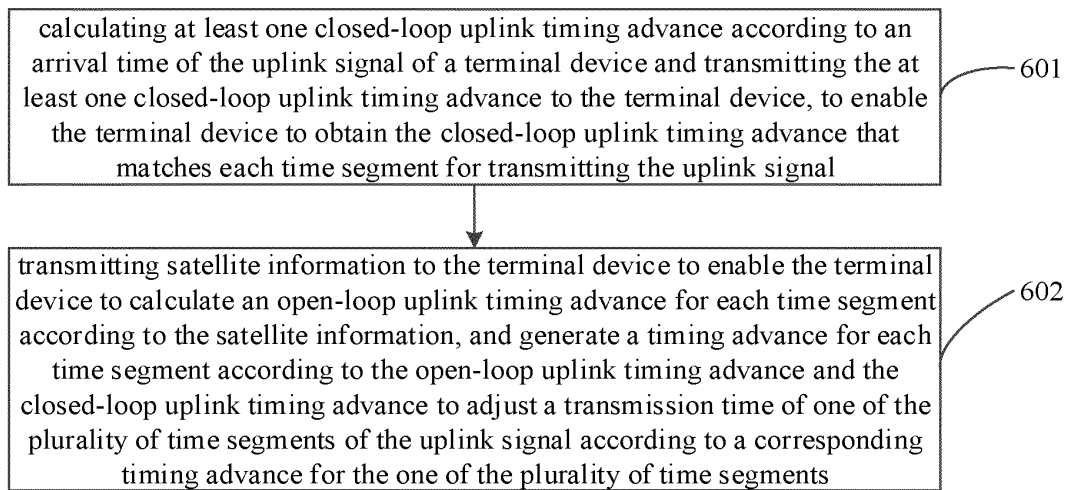 calculating at least one closed-loop uplink timing advance according to an
arrival time of the uplink signal of a terminal device and transmitting the at
least one closed-loop uplink timing advance to the terminal device, to enable
the terminal device to obtain the closed-loop uplink timing advance that
matches each time segment for transmitting the uplink signal
601
transmitting satellite information to the terminal device to enable the terminal
device to calculate an open-loop uplink timing advance for each time segment
according to the satellite information, and generate a timing advance for each
time segment according to the open-loop uplink timing advance and the
closed-loop uplink timing advance to adjust a transmission time of one of the
plurality of time segments of the uplink signal according to a corresponding
timing advance for the one of the plurality of time segments
602